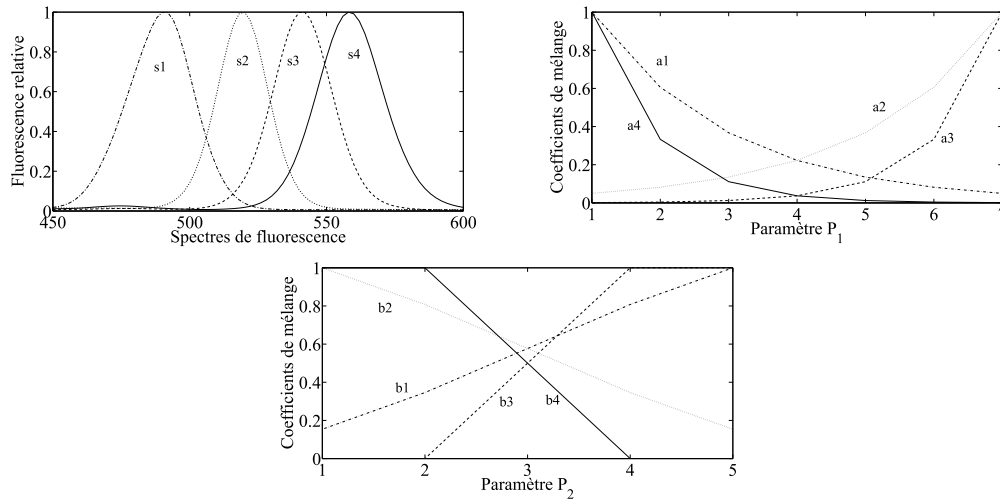 Fluorescence relative
1
0.8
0.6
0.4
0.2
450
500
550
600
s1
s2
s3
s4
Spectres de fluorescence
Coefficients de mélange
1
0.8
0.6
0.4
0.2
0
1
2
3
4
5
6
7
a1
a2
a3
a4
Paramètre P1
Coefficients de mélange
1
0.8
0.6
0.4
0.2
0
1
2
3
4
5
b2
b1
b3
b4
Paramètre P2